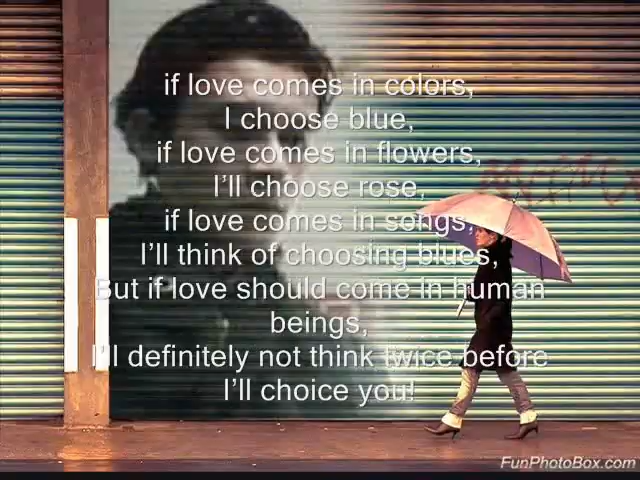 if love comes in colors,
I choose blue,
if love comes in flowers,
I'll choose rose,
if love comes in songs,
I'll think of choosing blues,
But if love should come in human
beings,
I'll definitely not think twice before
I'll choice you!
FunPhotoBox.com